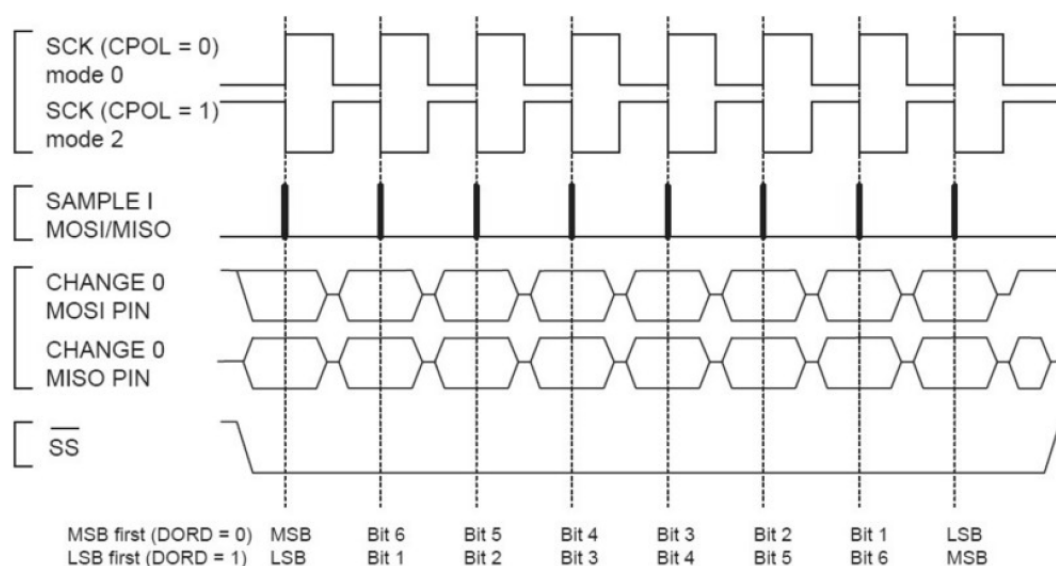 SCK (CPOL = 0)
mode 0
SCK (CPOL = 1)
mode 2
SAMPLE I
MOSI/MISO
CHANGE 0
MOSI PIN
CHANGE 0
MISO PIN
SS
MSB first (DORD = 0) MSB Bit 6 Bit 5 Bit 4 Bit 3 Bit 2 Bit 1 LSB
LSB first (DORD = 1) LSB Bit 1 Bit 2 Bit 3 Bit 4 Bit 5 Bit 6 MSB